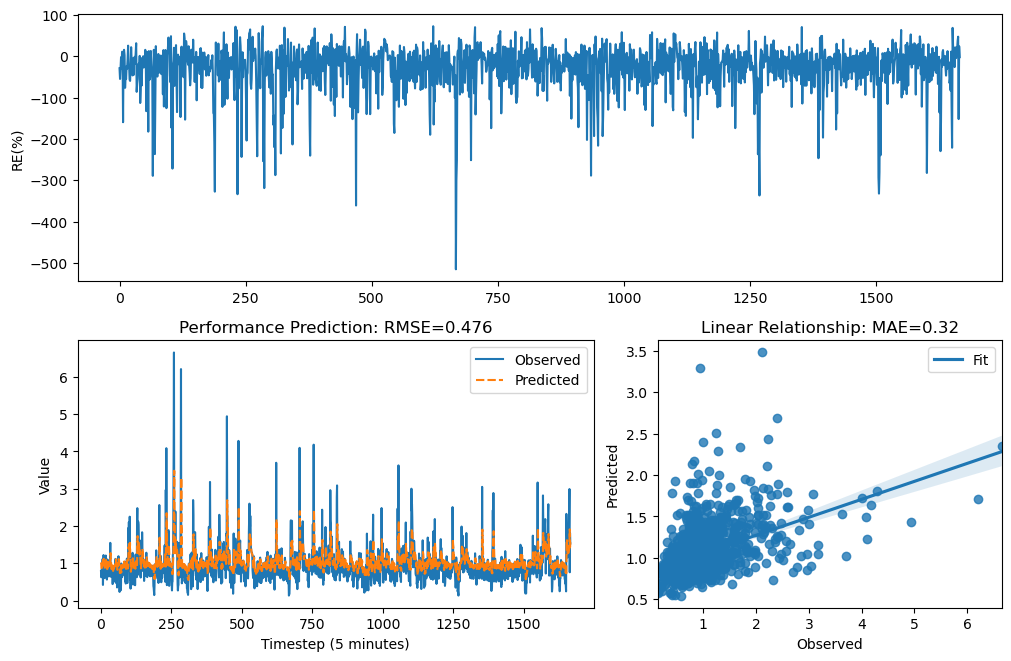 100
0
−100
−200
−300
−400
−500
RE(%)
0 250 500 750 1000 1250 1500
Performance Prediction: RMSE=0.476
Observed
Predicted
6
5
4
3
2
1
0
Value
0 250 500 750 1000 1250 1500
Timestep (5 minutes)
Linear Relationship: MAE=0.32
Fit
3.5
3.0
2.5
2.0
1.5
1.0
0.5
Predicted
1 2 3 4 5 6
Observed